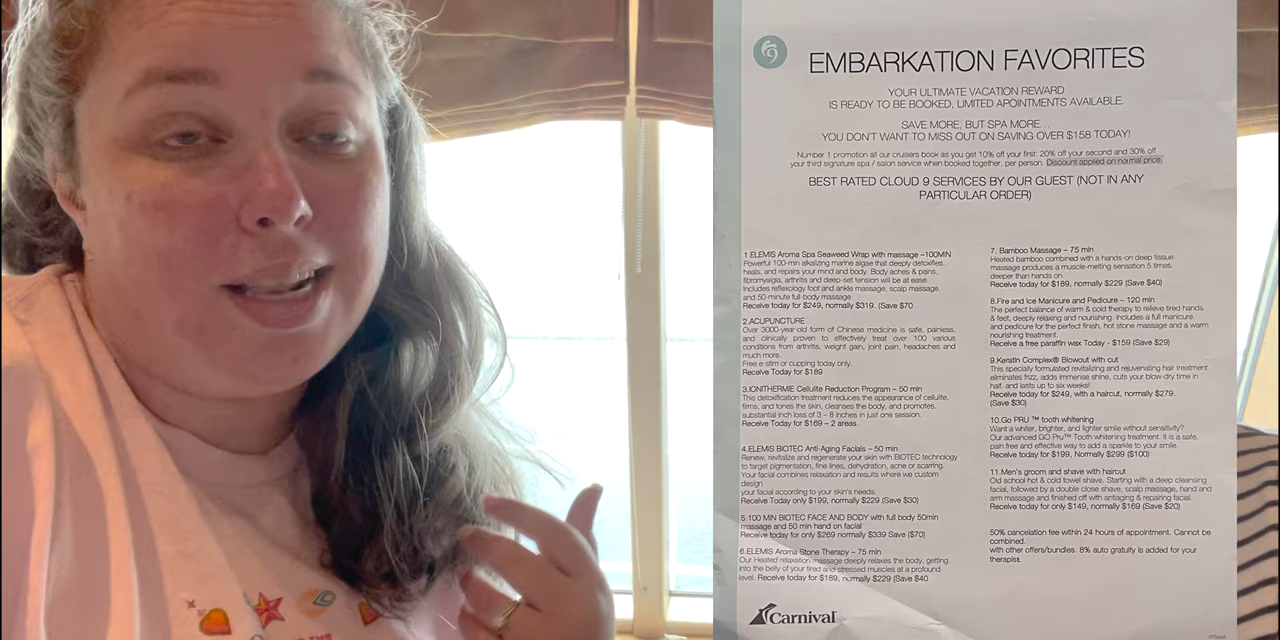 9
EMBARKATION FAVORITES
YOUR ULTIMATE VACATION REWARD
IS READY TO BE BOOKED, LIMITED APOINTMENTS AVAILABLE.
SAVE MORE, BUT SPA MORE...
YOU DON'T WANT TO MISS OUT ON SAVING OVER $158 TODAY!
Number 1 promotion all our cruisers book as you get 10% off your first: 20% off your second and 30% off
your third signature spa / salon service when booked together, per person. Discount applied on normal price
BEST RATED CLOUD 9 SERVICES BY OUR GUEST (NOT IN ANY
PARTICULAR ORDER)
1.ELEMIS Aroma Spa Seaweed Wrap with massage –100MIN
Powerful 100-min alkalizing marine algae that deeply detoxifies,
heals, and repairs your mind and body. Body aches & pains,
fibromyalgia, arthritis and deep-set tension will be at ease.
Includes reflexology foot and ankle massage, scalp massage,
and 50-minute full-body massage
Receive today for $249, normally $319. (Save $70
2.ACUPUNCTURE
Over 3000-year-old form of Chinese medicine is safe, painless,
and clinically proven to effectively treat over 100 various
conditions from arthritis, weight gain, joint pain, headaches and
much more.
Free e-stim or cupping today only.
Receive Today for $189
3.IONITHERMIE Cellulite Reduction Program – 50 min
This detoxification treatment reduces the appearance of cellulite,
firms, and tones the skin, cleanses the body, and promotes.
substantial inch loss of 3 – 8 inches in just one session.
Receive Today for $169 – 2 areas.
4.ELEMIS BIOTEC Anti-Aging Facials – 50 min
Renew, revitalize and regenerate your skin with BIOTEC technology
to target pigmentation, fine lines, dehydration, acne or scarring.
Your facial combines relaxation and results where we custom
design
your facial according to your skin's needs.
Receive Today only $199, normally $229 (Save $30)
5.100 MIN BIOTEC FACE AND BODY with full body 50min
massage and 50 min hand on facial
Receive today for only $269 normally $339 Save ($70)
6.ELEMIS Aroma Stone Therapy – 75 min
Our Heated relaxation massage deeply relaxes the body, getting
into the belly of your tired and stressed muscles at a profound
level. Receive today for $189, normally $229 (Save $40
7. Bamboo Massage – 75 min
Heated bamboo combined with a hands-on deep tissue.
massage produces a muscle-melting sensation 5 times.
deeper than hands on.
Receive today for $189, normally $229 (Save $40)
8.Fire and Ice Manicure and Pedicure – 120 min
The perfect balance of warm & cold therapy to relieve tired hands.
& feet, deeply relaxing and nourishing. Includes a full manicure.
and pedicure for the perfect finish, hot stone massage and a warm
nourishing treatment.
Receive a free paraffin wax Today - $159 (Save $29)
9.Keratin Complex® Blowout with cut
This specially formulated revitalizing and rejuvenating hair treatment
eliminates frizz, adds immense shine, cuts your blow-dry time in
half. and lasts up to six weeks!
Receive today for $249, with a haircut, normally $279.
(Save $30)
10.Go PRU ™ tooth whitening
Want a whiter, brighter, and lighter smile without sensitivity?
Our advanced GO Pru™ Tooth whitening treatment. It is a safe,
pain free and effective way to add a sparkle to your smile.
Receive today for $199, Normally $299 ($100)
11.Men's groom and shave with haircut
Old school hot & cold towel shave. Starting with a deep cleansing
facial, followed by a double close shave, scalp massage, hand and
arm massage and finished off with antiaging & repairing facial.
Receive today for only $149, normally $169 (Save $20)
50% cancelation fee within 24 hours of appointment. Cannot be
combined.
with other offers/bundles. 18% auto gratuity is added for your
therapist.
Carnival